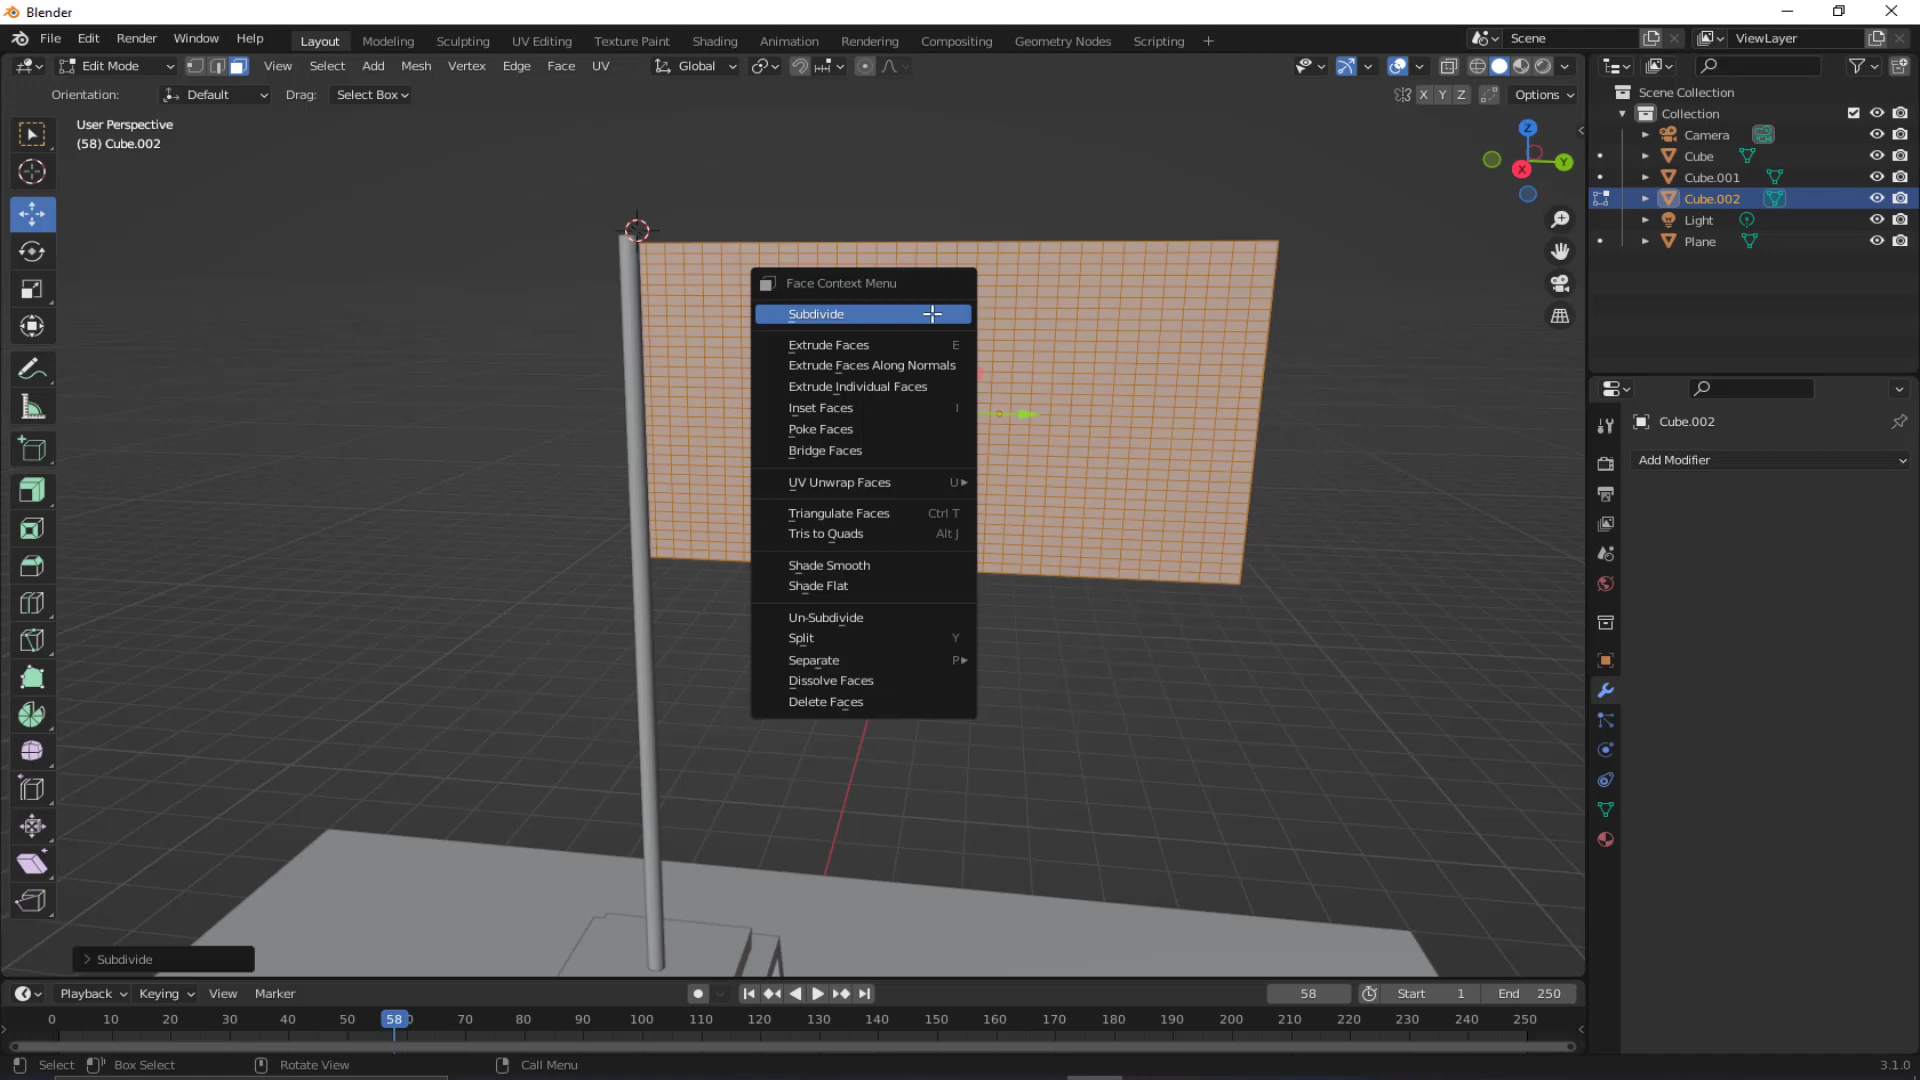 Blender
File Edit Render Window Help Layout Modeling Sculpting UV Editing Texture Paint Shading Animation Rendering Compositing Geometry Nodes Scripting + Scene ViewLayer
Edit Mode View Select Add Mesh Vertex Edge Face UV Global
Orientation: Default Drag: Select Box X Y Z Options
User Perspective
(58) Cube.002
Z
Y
X
Scene Collection
Collection
Camera
Cube
Cube.001
Cube.002
Light
Plane
Cube.002
Add Modifier
Face Context Menu
Subdivide
Extrude Faces E
Extrude Faces Along Normals
Extrude Individual Faces
Inset Faces I
Poke Faces
Bridge Faces
UV Unwrap Faces U
Triangulate Faces Ctrl T
Tris to Quads Alt J
Shade Smooth
Shade Flat
Un-Subdivide
Split Y
Separate P
Dissolve Faces
Delete Faces
Subdivide
Playback Keying View Marker 58 Start 1 End 250
0 10 20 30 40 50 58 70 80 90 100 110 120 130 140 150 160 170 180 190 200 210 220 230 240 250
Select Box Select Rotate View Call Menu 3.1.0